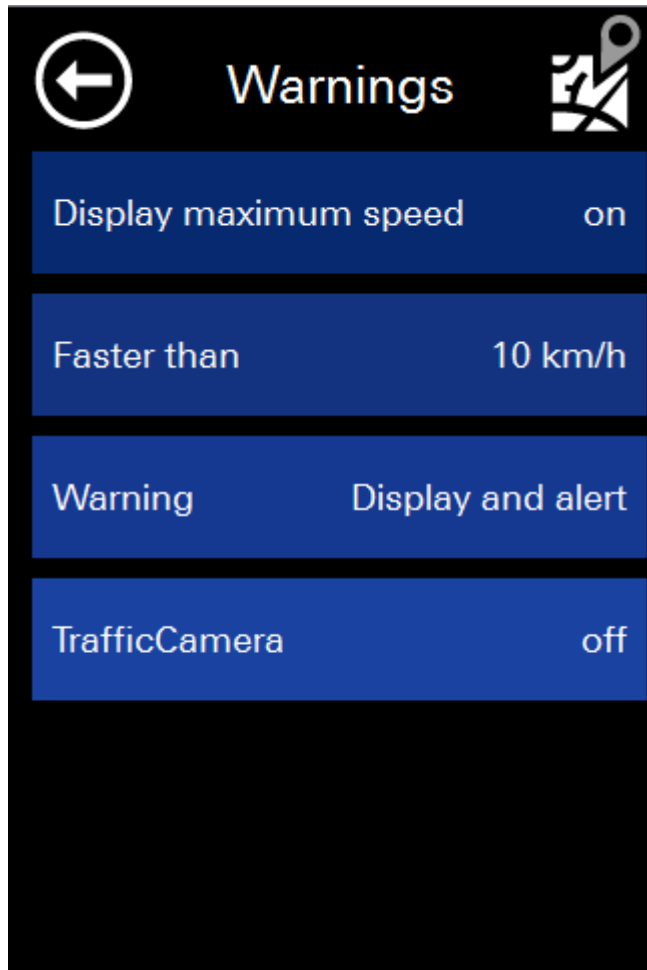 Warnings
Display maximum speed on
Faster than 10 km/h
Warning Display and alert
TrafficCamera off